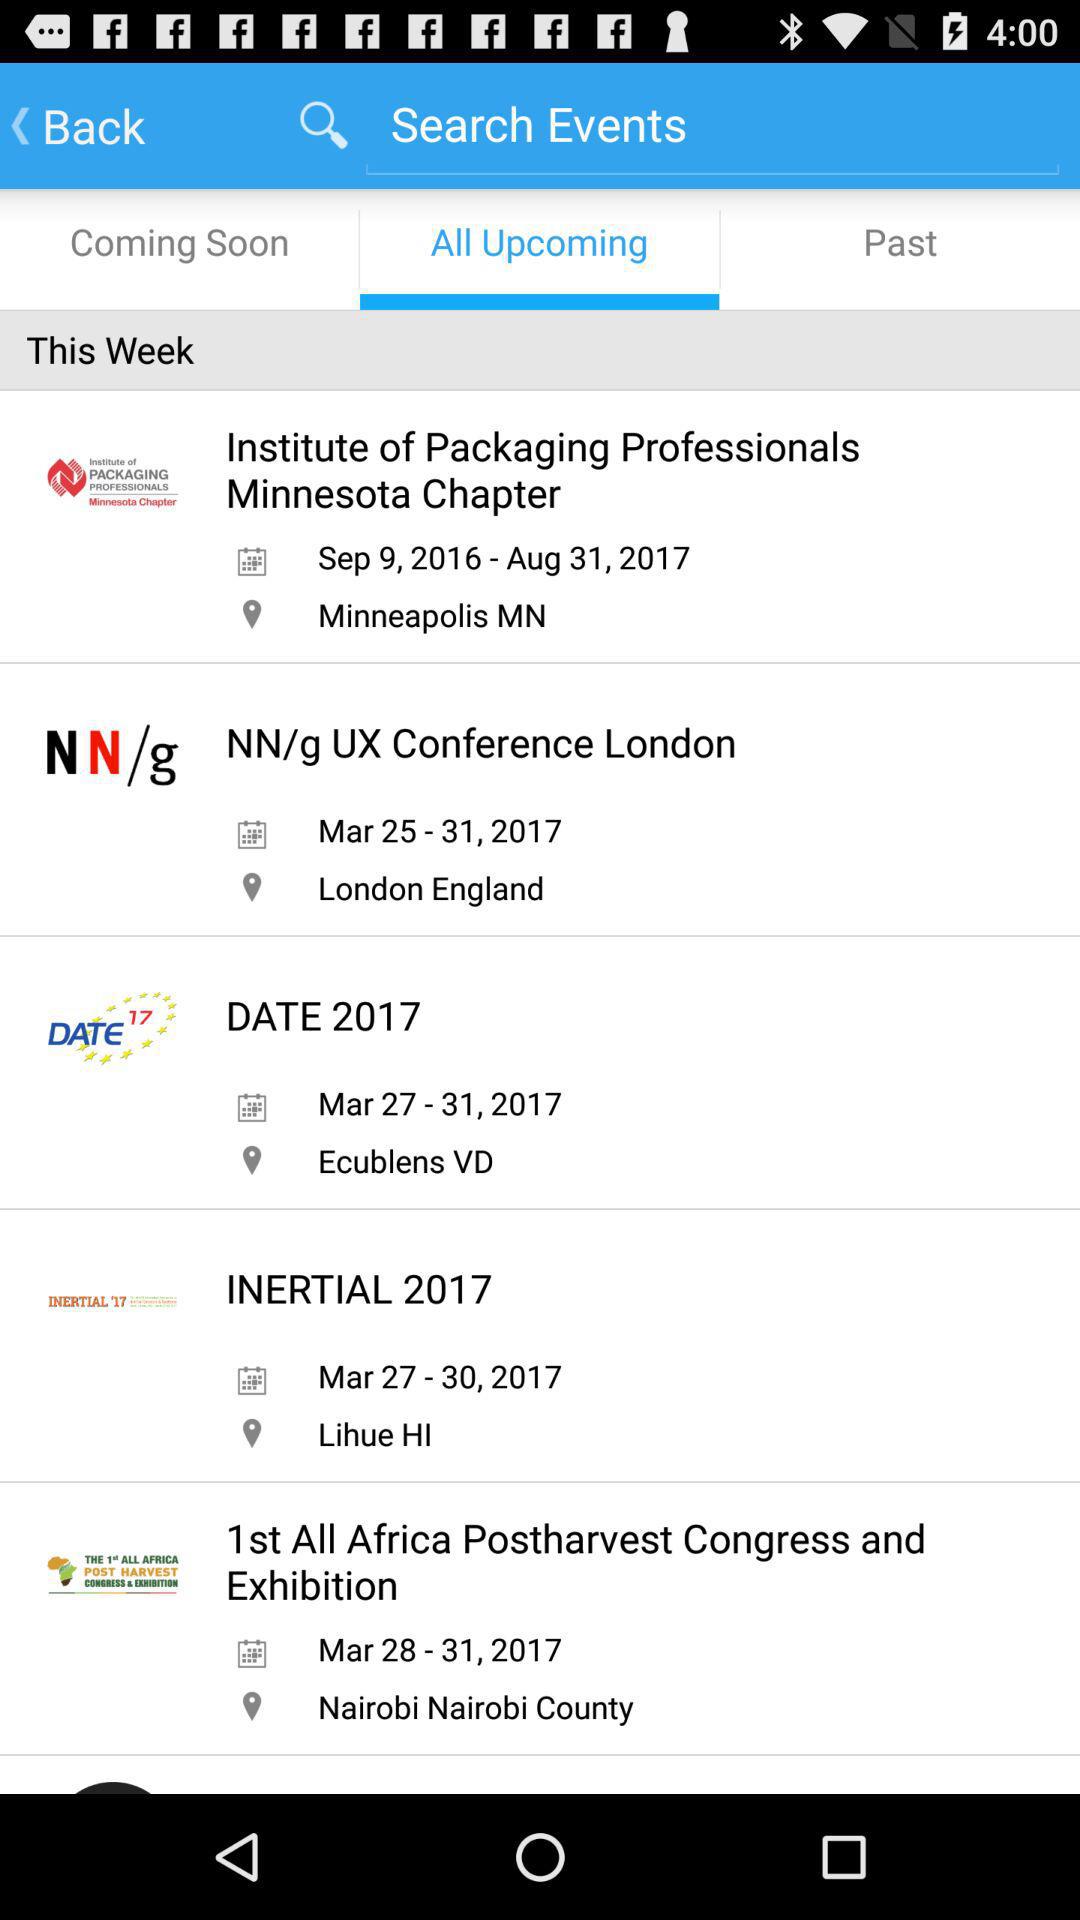 4:00
Back
Search Events
Coming Soon
All Upcoming
Past
This Week
Institute of
PACKAGING
PROFESSIONALS
Minnesota Chapter
Institute of Packaging Professionals
Minnesota Chapter
Sep 9, 2016 - Aug 31, 2017
Minneapolis MN
NN/g
NN/g UX Conference London
Mar 25 - 31, 2017
London England
DATE 17
DATE 2017
Mar 27 - 31, 2017
Ecublens VD
INERTIAL '17
INERTIAL 2017
Mar 27 - 30, 2017
Lihue HI
THE 1st ALL AFRICA
POST HARVEST
CONGRESS & EXHIBITION
1st All Africa Postharvest Congress and
Exhibition
Mar 28 - 31, 2017
Nairobi Nairobi County